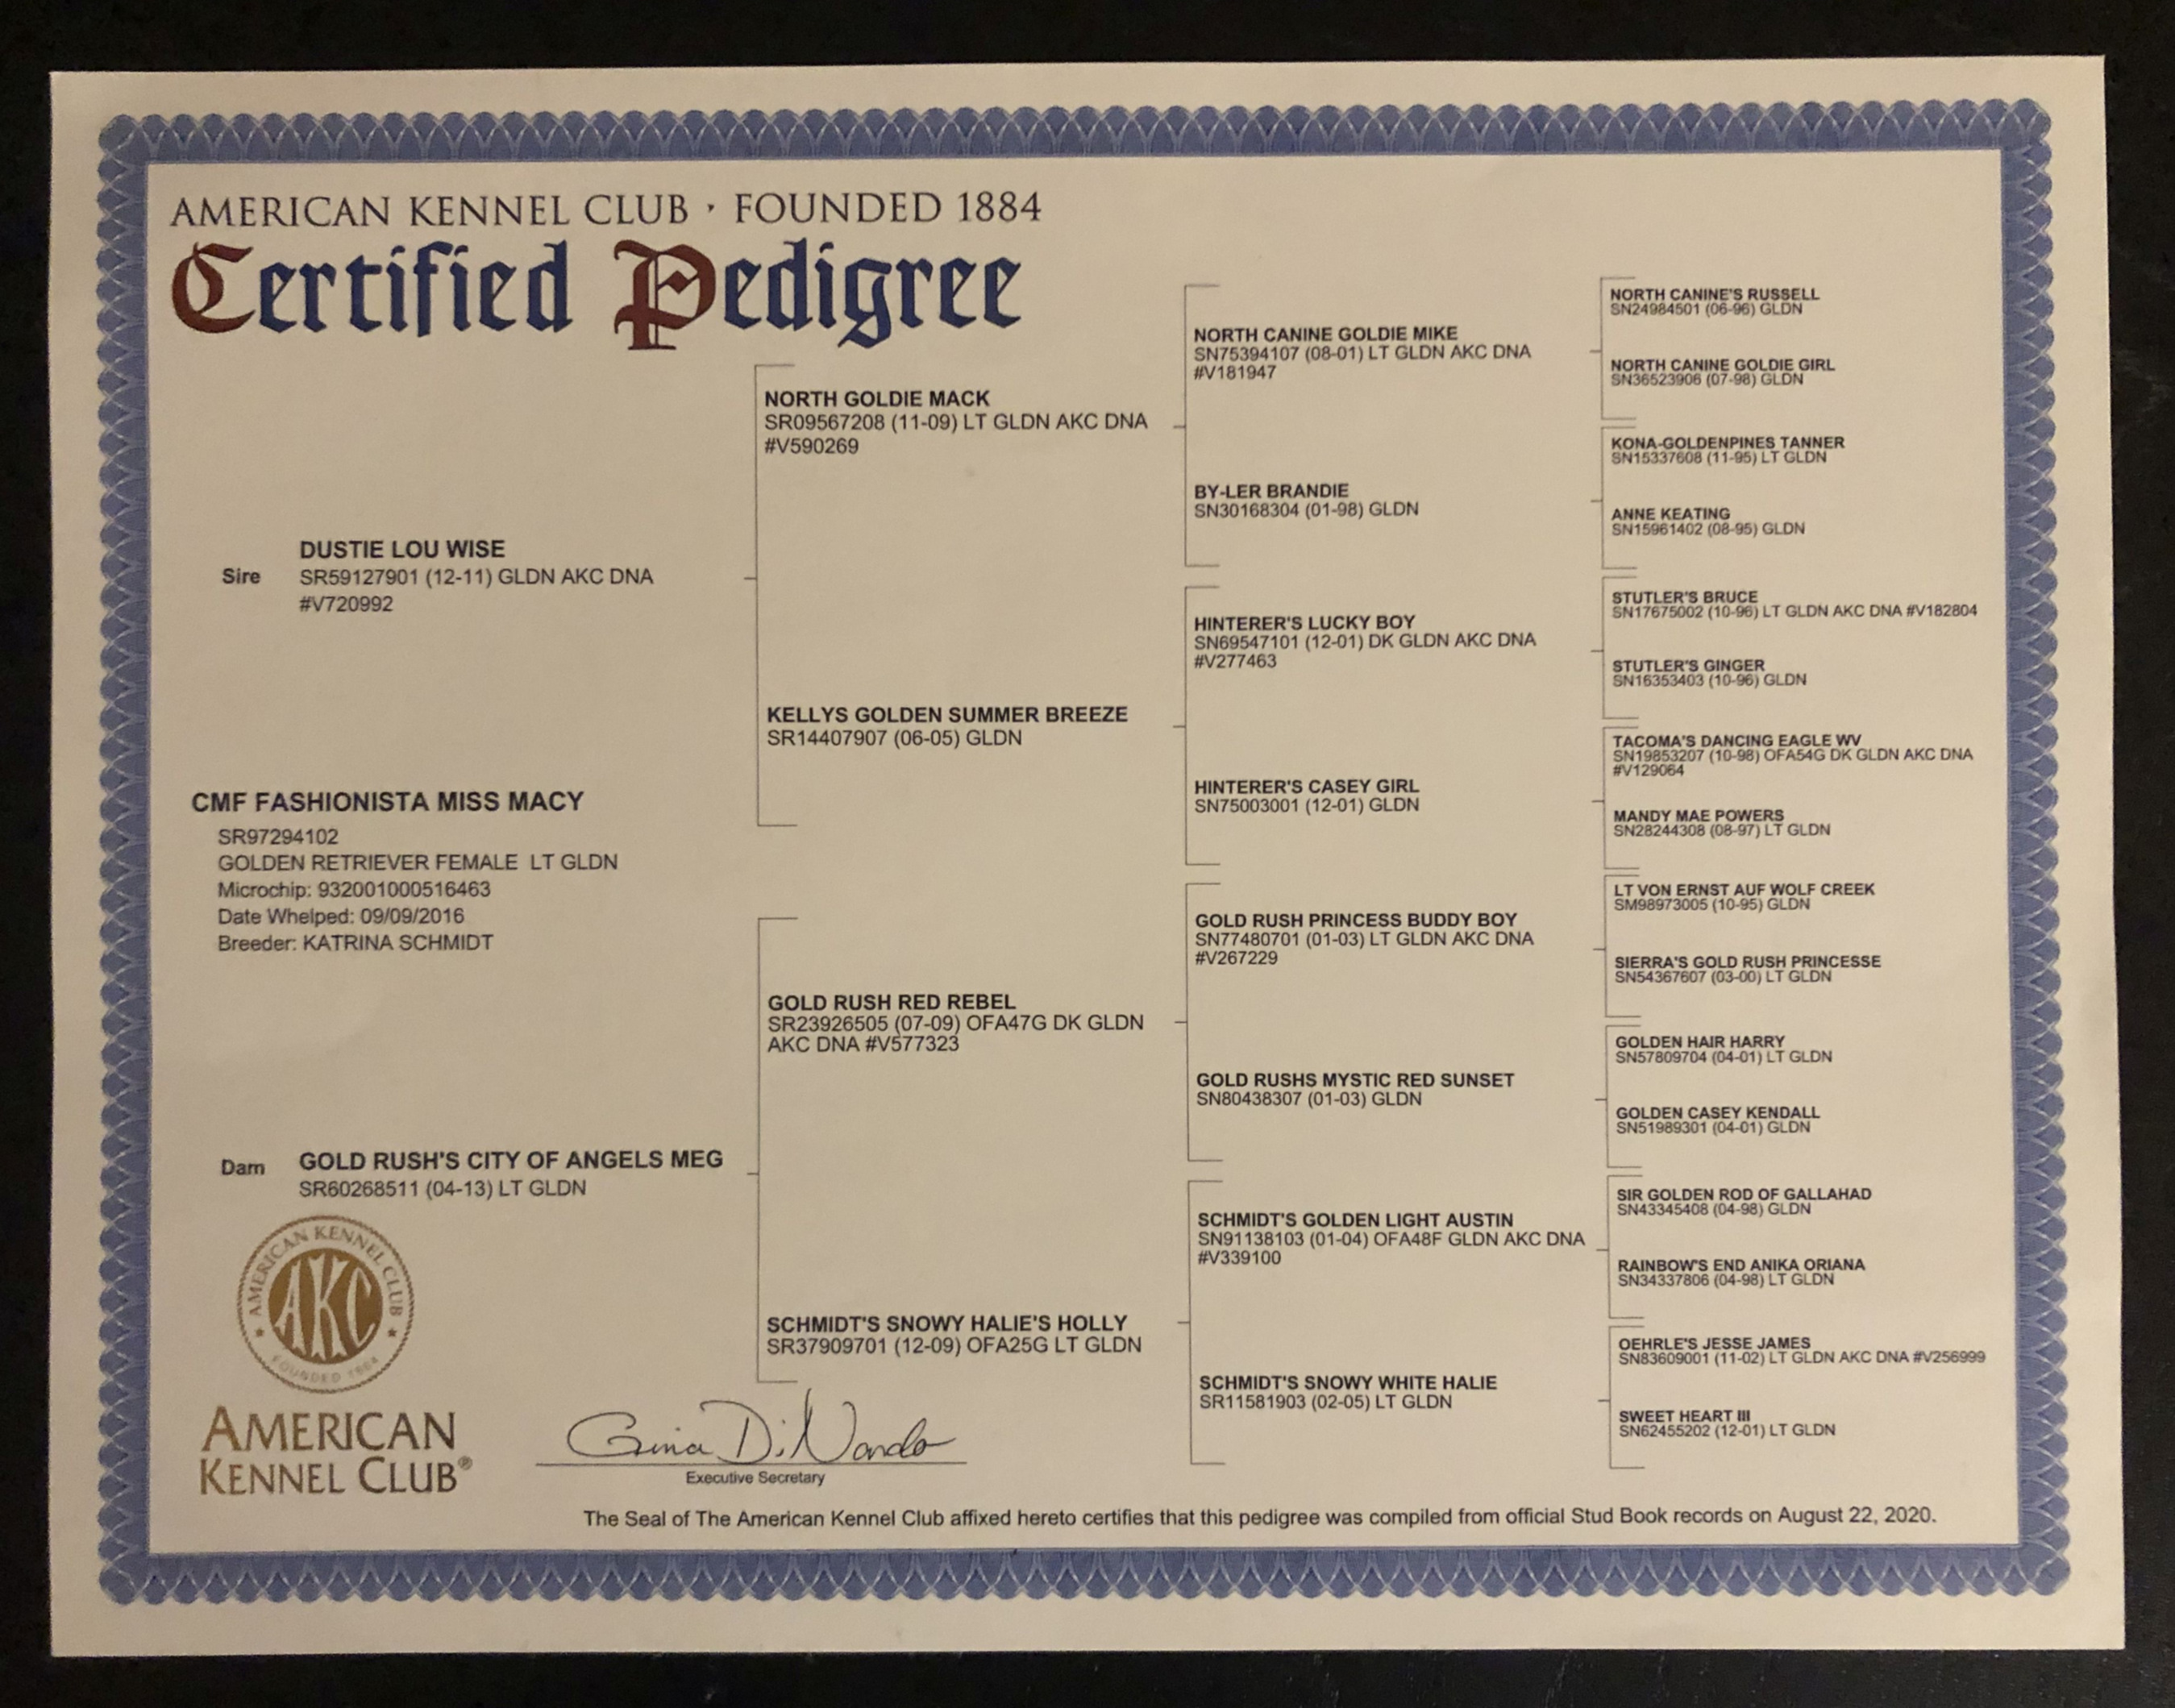 AMERICAN KENNEL CLUB · FOUNDED 1884
Certified Pedigree
Sire
DUSTIE LOU WISE
SR59127901 (12-11) GLDN AKC DNA
#V720992
CMF FASHIONISTA MISS MACY
SR97294102
GOLDEN RETRIEVER FEMALE LT GLDN
Microchip: 932001000516463
Date Whelped: 09/09/2016
Breeder: KATRINA SCHMIDT
Dam
GOLD RUSH'S CITY OF ANGELS MEG
SR60268511 (04-13) LT GLDN
NORTH GOLDIE MACK
SR09567208 (11-09) LT GLDN AKC DNA
#V590269
KELLYS GOLDEN SUMMER BREEZE
SR14407907 (06-05) GLDN
GOLD RUSH RED REBEL
SR23926505 (07-09) OFA47G DK GLDN
AKC DNA #V577323
SCHMIDT'S SNOWY HALIE'S HOLLY
SR37909701 (12-09) OFA25G LT GLDN
NORTH CANINE GOLDIE MIKE
SN75394107 (08-01) LT GLDN AKC DNA
#V181947
BY-LER BRANDIE
SN30168304 (01-98) GLDN
HINTERER'S LUCKY BOY
SN69547101 (12-01) DK GLDN AKC DNA
#V277463
HINTERER'S CASEY GIRL
SN75003001 (12-01) GLDN
GOLD RUSH PRINCESS BUDDY BOY
SN77480701 (01-03) LT GLDN AKC DNA
#V267229
GOLD RUSHS MYSTIC RED SUNSET
SN80438307 (01-03) GLDN
SCHMIDT'S GOLDEN LIGHT AUSTIN
SN91138103 (01-04) OFA48F GLDN AKC DNA
#V339100
SCHMIDT'S SNOWY WHITE HALIE
SR11581903 (02-05) LT GLDN
NORTH CANINE'S RUSSELL
SN24984501 (06-96) GLDN
NORTH CANINE GOLDIE GIRL
SN36523906 (07-98) GLDN
KONA-GOLDENPINES TANNER
SN15337608 (11-95) LT GLDN
ANNE KEATING
SN15961402 (08-95) GLDN
STUTLER'S BRUCE
SN17675002 (10-96) LT GLDN AKC DNA #V182804
STUTLER'S GINGER
SN16353403 (10-96) GLDN
TACOMA'S DANCING EAGLE WV
SN19853207 (10-98) OFA54G DK GLDN AKC DNA
#V129064
MANDY MAE POWERS
SN28244308 (08-97) LT GLDN
LT VON ERNST AUF WOLF CREEK
SM98973005 (10-95) GLDN
SIERRA'S GOLD RUSH PRINCESSE
SN54367607 (03-00) LT GLDN
GOLDEN HAIR HARRY
SN57809704 (04-01) LT GLDN
GOLDEN CASEY KENDALL
SN51989301 (04-01) GLDN
SIR GOLDEN ROD OF GALLAHAD
SN43345408 (04-98) GLDN
RAINBOW'S END ANIKA ORIANA
SN34337806 (04-98) LT GLDN
OEHRLE'S JESSE JAMES
SN83609001 (11-02) LT GLDN AKC DNA #V256999
SWEET HEART III
SN62455202 (12-01) LT GLDN
AMERICAN KENNEL CLUB
AKC
FOUNDED 1884
AMERICAN
KENNEL CLUB®
Gina DiNardo
Executive Secretary
The Seal of The American Kennel Club affixed hereto certifies that this pedigree was compiled from official Stud Book records on August 22, 2020.